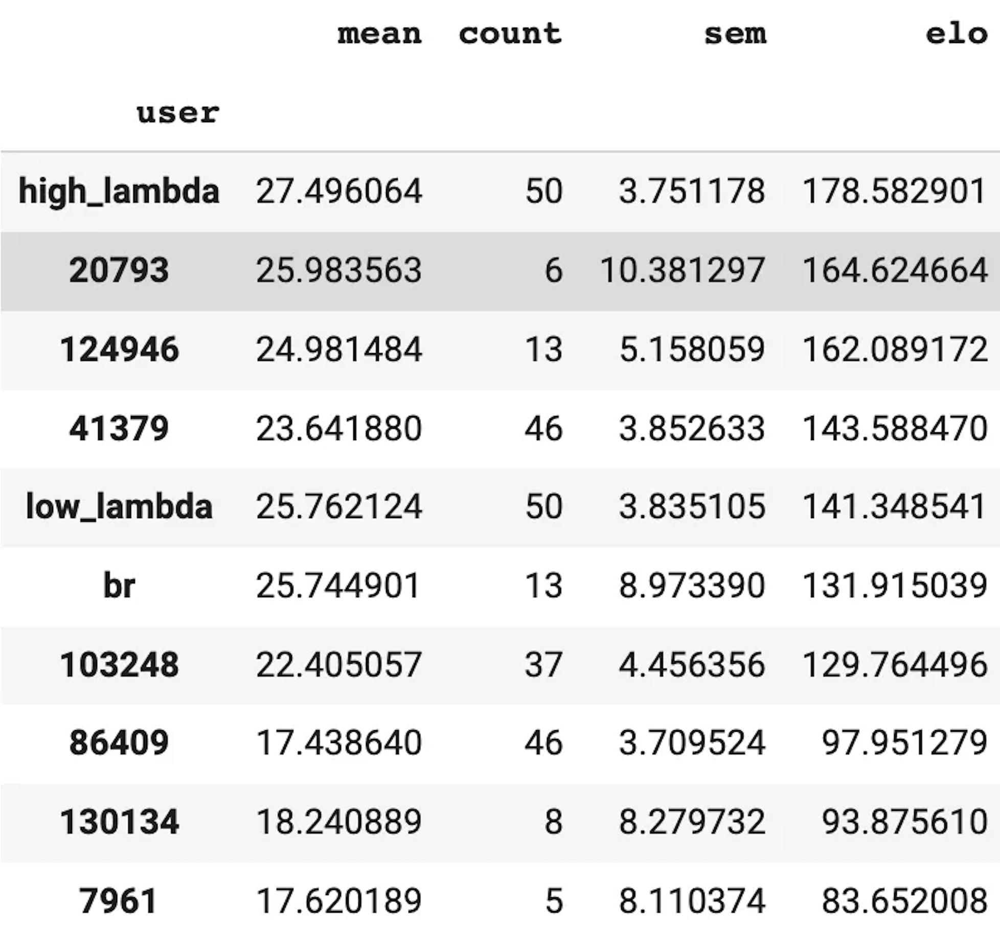 mean count sem elo
user
high_lambda 27.496064 50 3.751178 178.582901
20793 25.983563 6 10.381297 164.624664
124946 24.981484 13 5.158059 162.089172
41379 23.641880 46 3.852633 143.588470
low_lambda 25.762124 50 3.835105 141.348541
br 25.744901 13 8.973390 131.915039
103248 22.405057 37 4.456356 129.764496
86409 17.438640 46 3.709524 97.951279
130134 18.240889 8 8.279732 93.875610
7961 17.620189 5 8.110374 83.652008